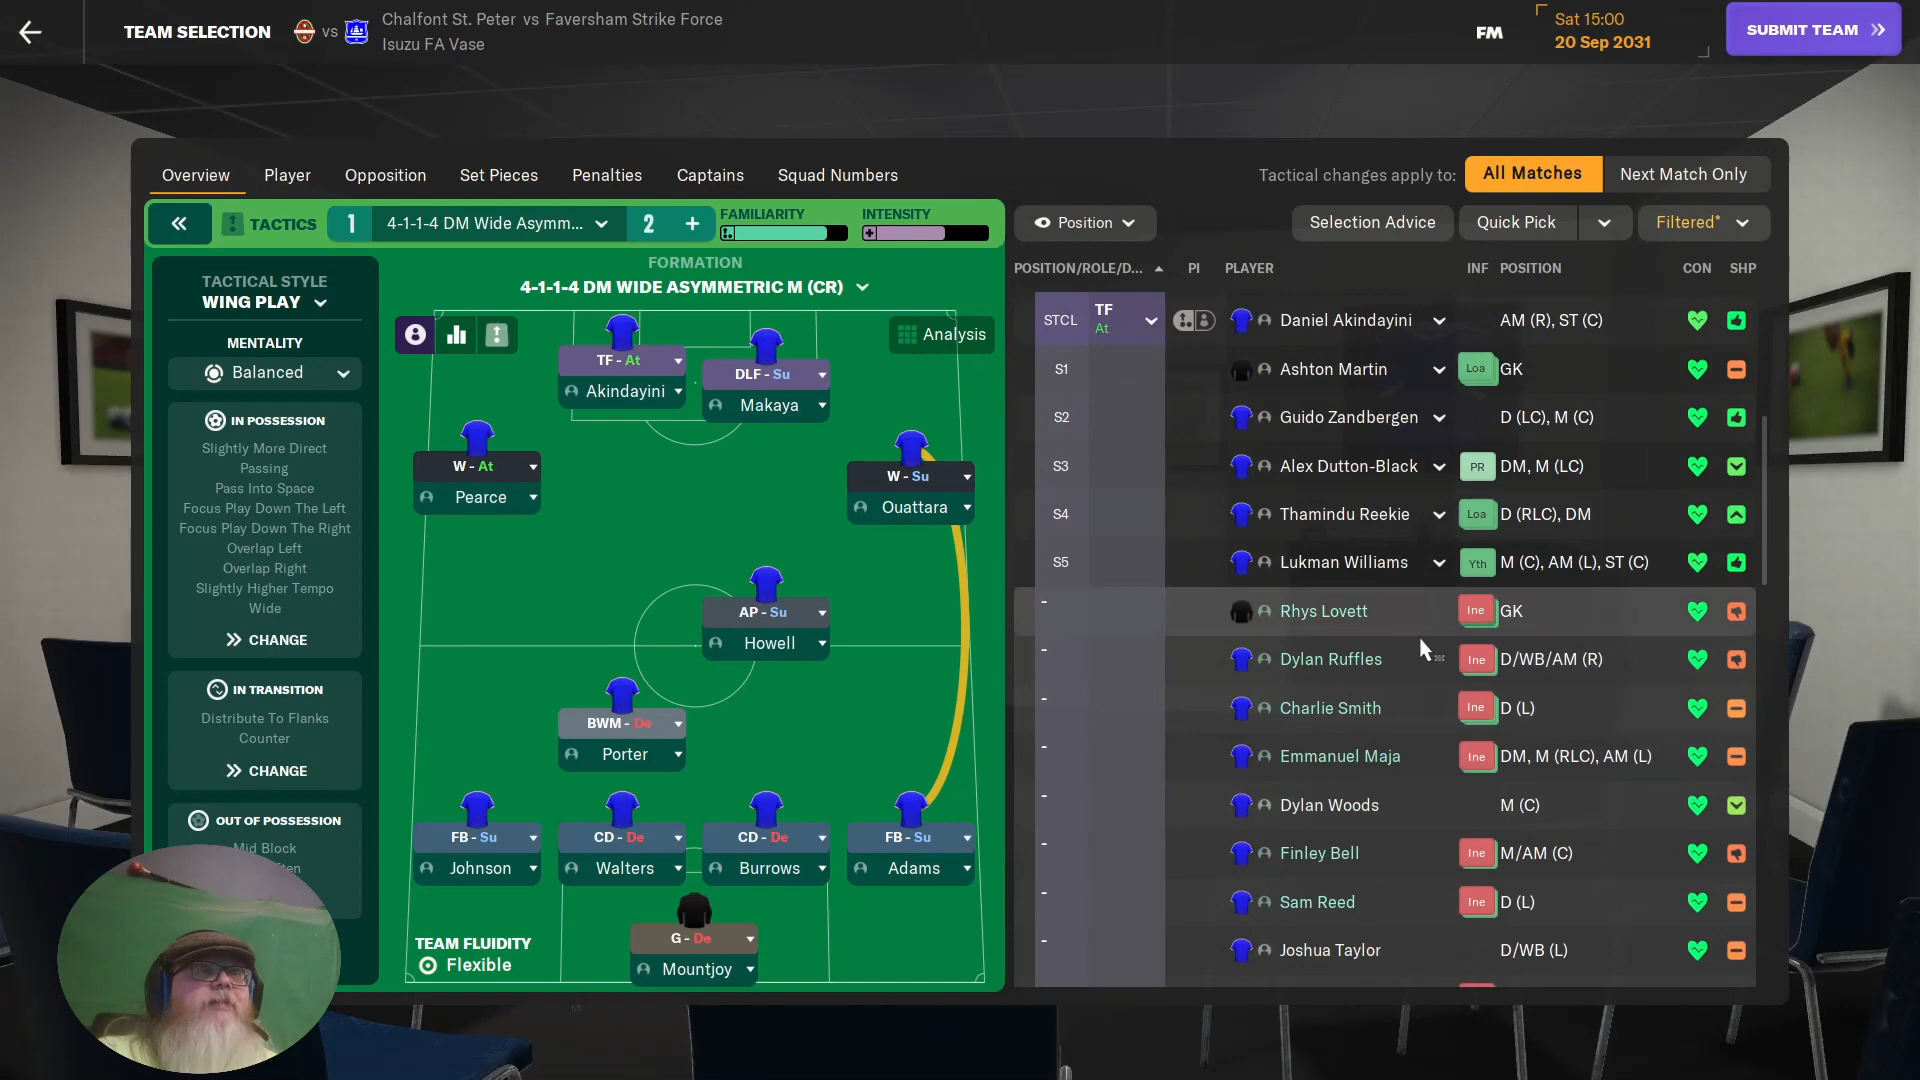 TEAM SELECTION
vs
Chalfont St. Peter vs Faversham Strike Force
Isuzu FA Vase
FM
Sat 15:00
20 Sep 2031
SUBMIT TEAM
Overview
Player
Opposition
Set Pieces
Penalties
Captains
Squad Numbers
Tactical changes apply to:
All Matches
Next Match Only
TACTICS
1
4-1-1-4 DM Wide Asymm...
2
FAMILIARITY
INTENSITY
Position
Selection Advice
Quick Pick
Filtered*
TACTICAL STYLE
WING PLAY
MENTALITY
Balanced
IN POSSESSION
Slightly More Direct
Passing
Pass Into Space
Focus Play Down The Left
Focus Play Down The Right
Overlap Left
Overlap Right
Slightly Higher Tempo
Wide
CHANGE
IN TRANSITION
Distribute To Flanks
Counter
CHANGE
OUT OF POSSESSION
Mid Block
FORMATION
4-1-1-4 DM WIDE ASYMMETRIC M (CR)
Analysis
TF - At
Akindayini
DLF - Su
Makaya
W - At
Pearce
W - Su
Ouattara
AP - Su
Howell
BWM - De
Porter
FB - Su
Johnson
CD - De
Walters
CD - De
Burrows
FB - Su
Adams
G - De
Mountjoy
TEAM FLUIDITY
Flexible
POSITION/ROLE/D... PI PLAYER INF POSITION CON SHP
STCL TF At Daniel Akindayini AM (R), ST (C)
S1 Ashton Martin Loa GK
S2 Guido Zandbergen D (LC), M (C)
S3 Alex Dutton-Black PR DM, M (LC)
S4 Thamindu Reekie Loa D (RLC), DM
S5 Lukman Williams Yth M (C), AM (L), ST (C)
- Rhys Lovett Ine GK
- Dylan Ruffles Ine D/WB/AM (R)
- Charlie Smith Ine D (L)
- Emmanuel Maja Ine DM, M (RLC), AM (L)
- Dylan Woods M (C)
- Finley Bell Ine M/AM (C)
- Sam Reed Ine D (L)
- Joshua Taylor D/WB (L)